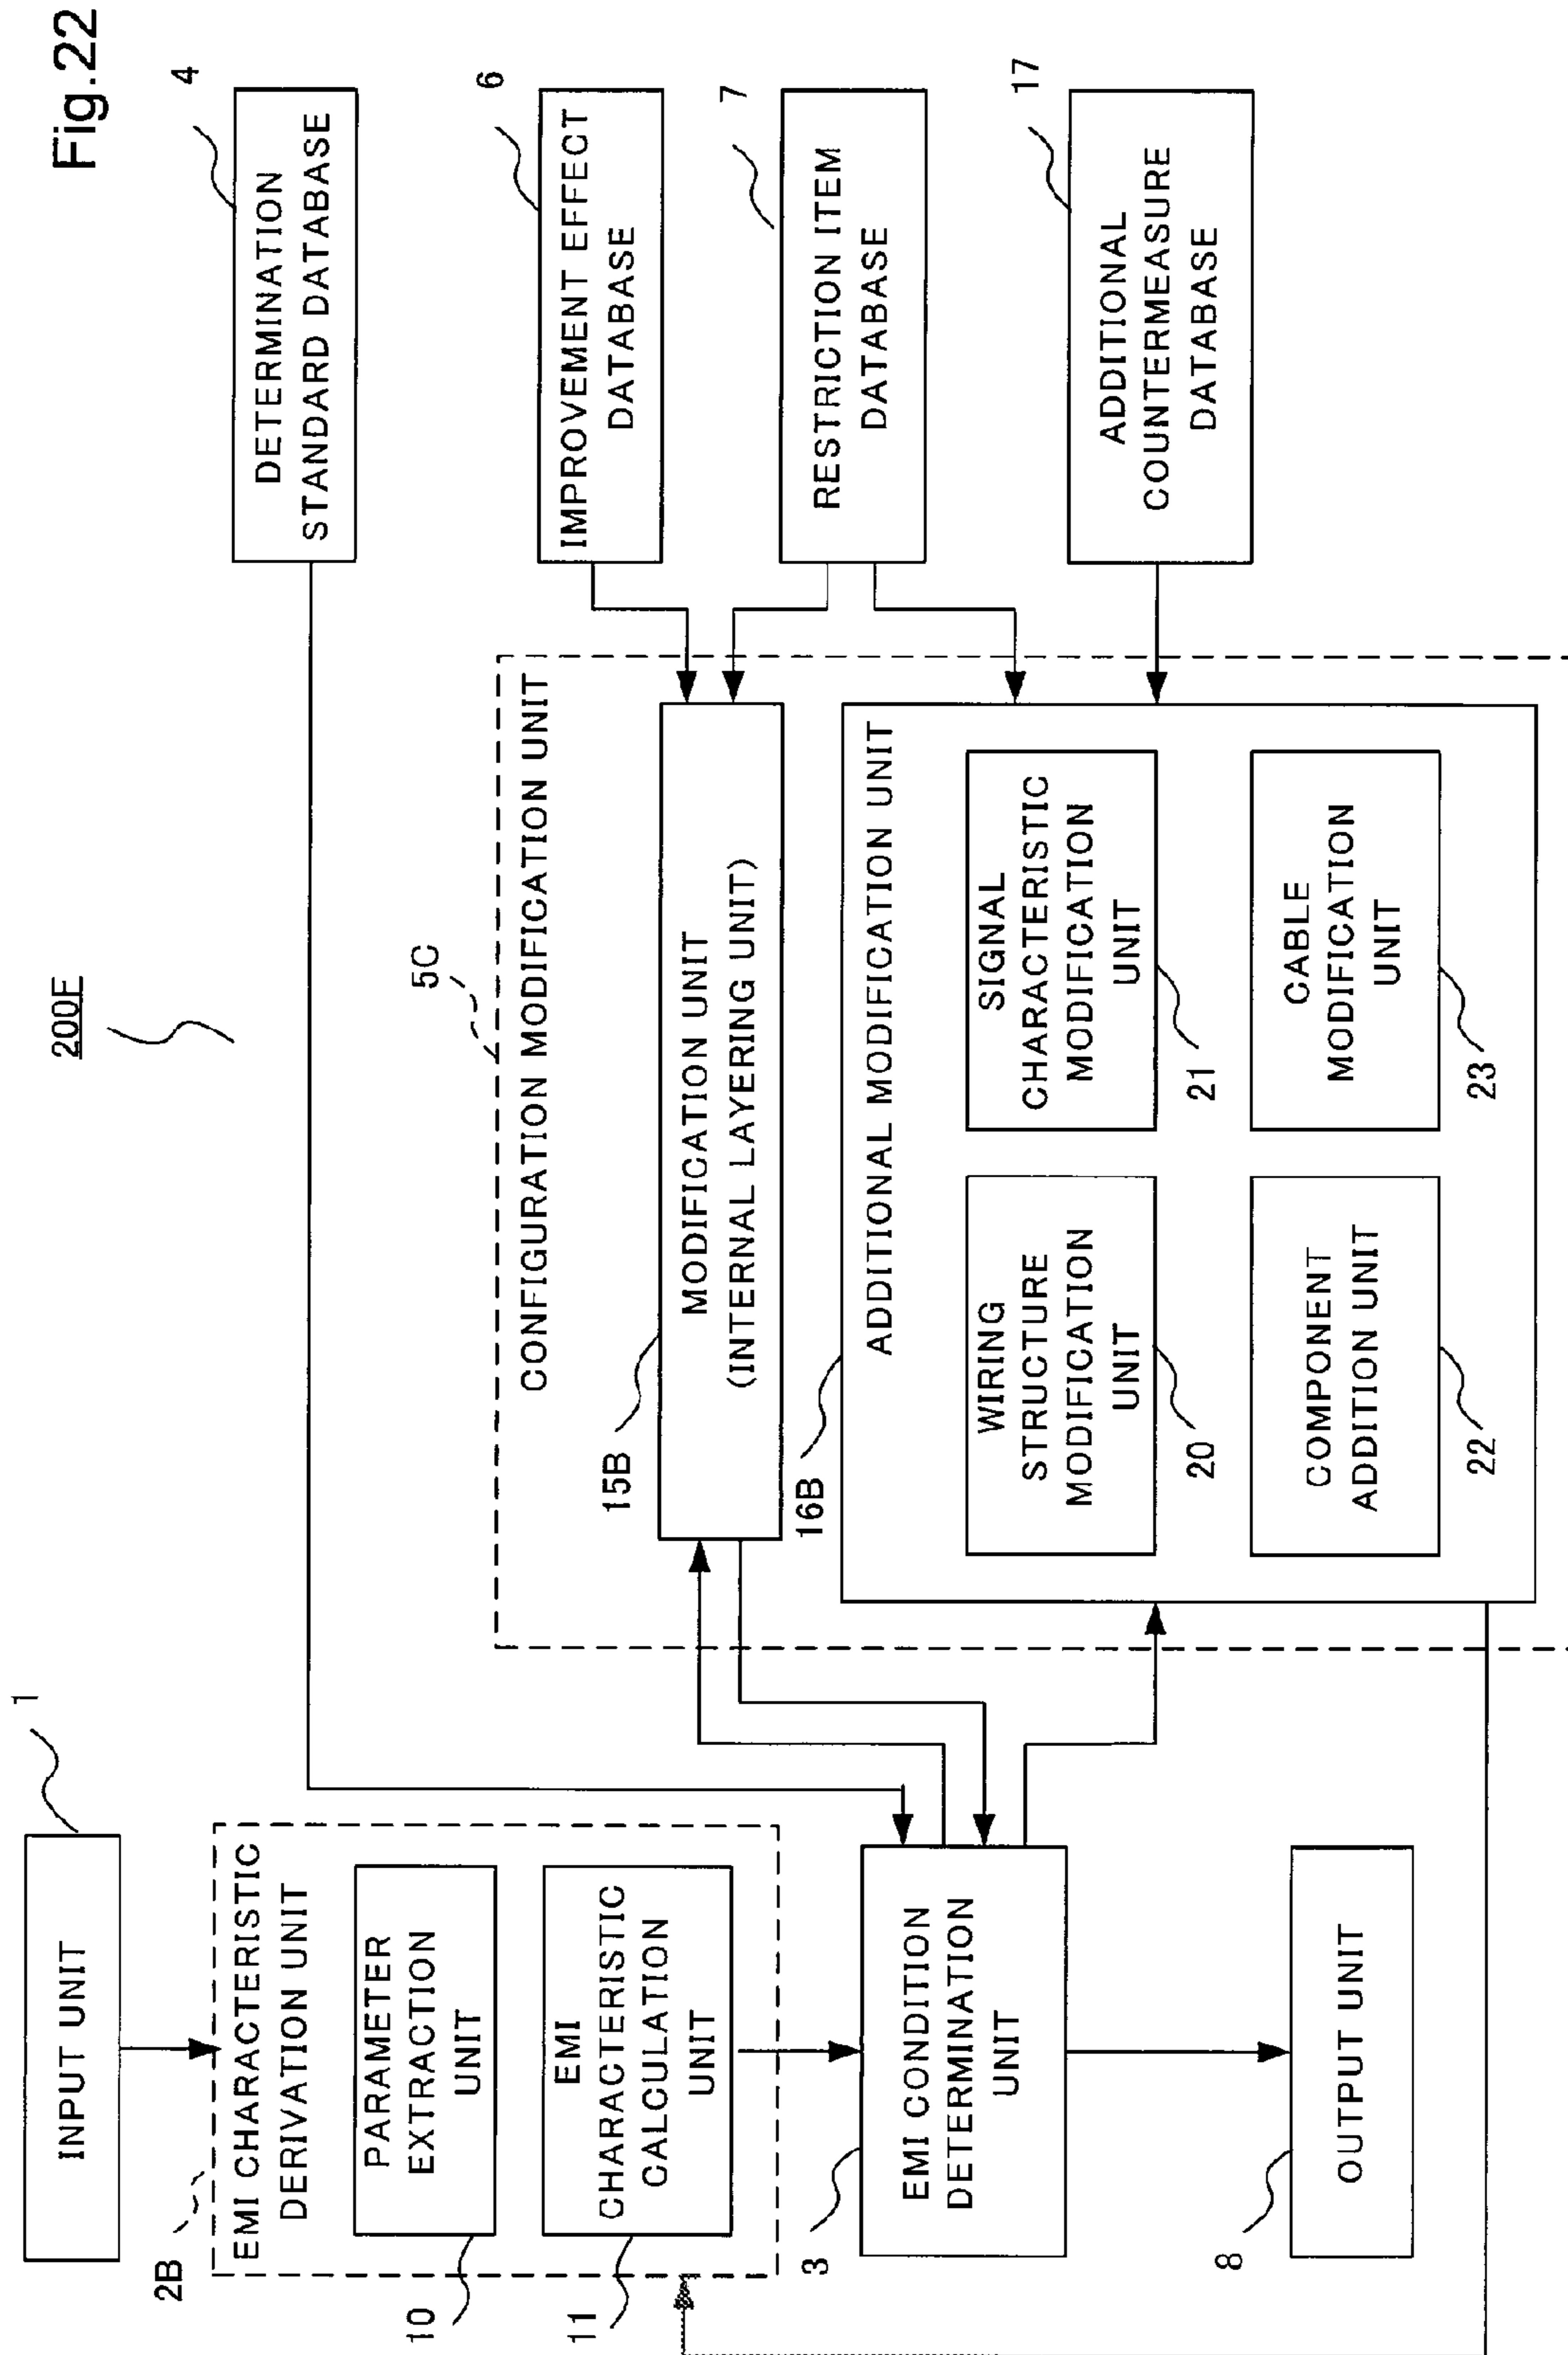 Fig.22
200E
1
INPUT UNIT
2B
EMI CHARACTERISTIC
DERIVATION UNIT
PARAMETER
EXTRACTION
UNIT
10
EMI
CHARACTERISTIC
CALCULATION
UNIT
11
3
EMI CONDITION
DETERMINATION
UNIT
8
OUTPUT UNIT
5C
CONFIGURATION MODIFICATION UNIT
15B
MODIFICATION UNIT
(INTERNAL LAYERING UNIT)
16B
ADDITIONAL MODIFICATION UNIT
WIRING
STRUCTURE
MODIFICATION
UNIT
20
SIGNAL
CHARACTERISTIC
MODIFICATION
UNIT
21
COMPONENT
ADDITION UNIT
22
CABLE
MODIFICATION
UNIT
23
4
DETERMINATION
STANDARD DATABASE
6
IMPROVEMENT EFFECT
DATABASE
7
RESTRICTION ITEM
DATABASE
17
ADDITIONAL
COUNTERMEASURE
DATABASE